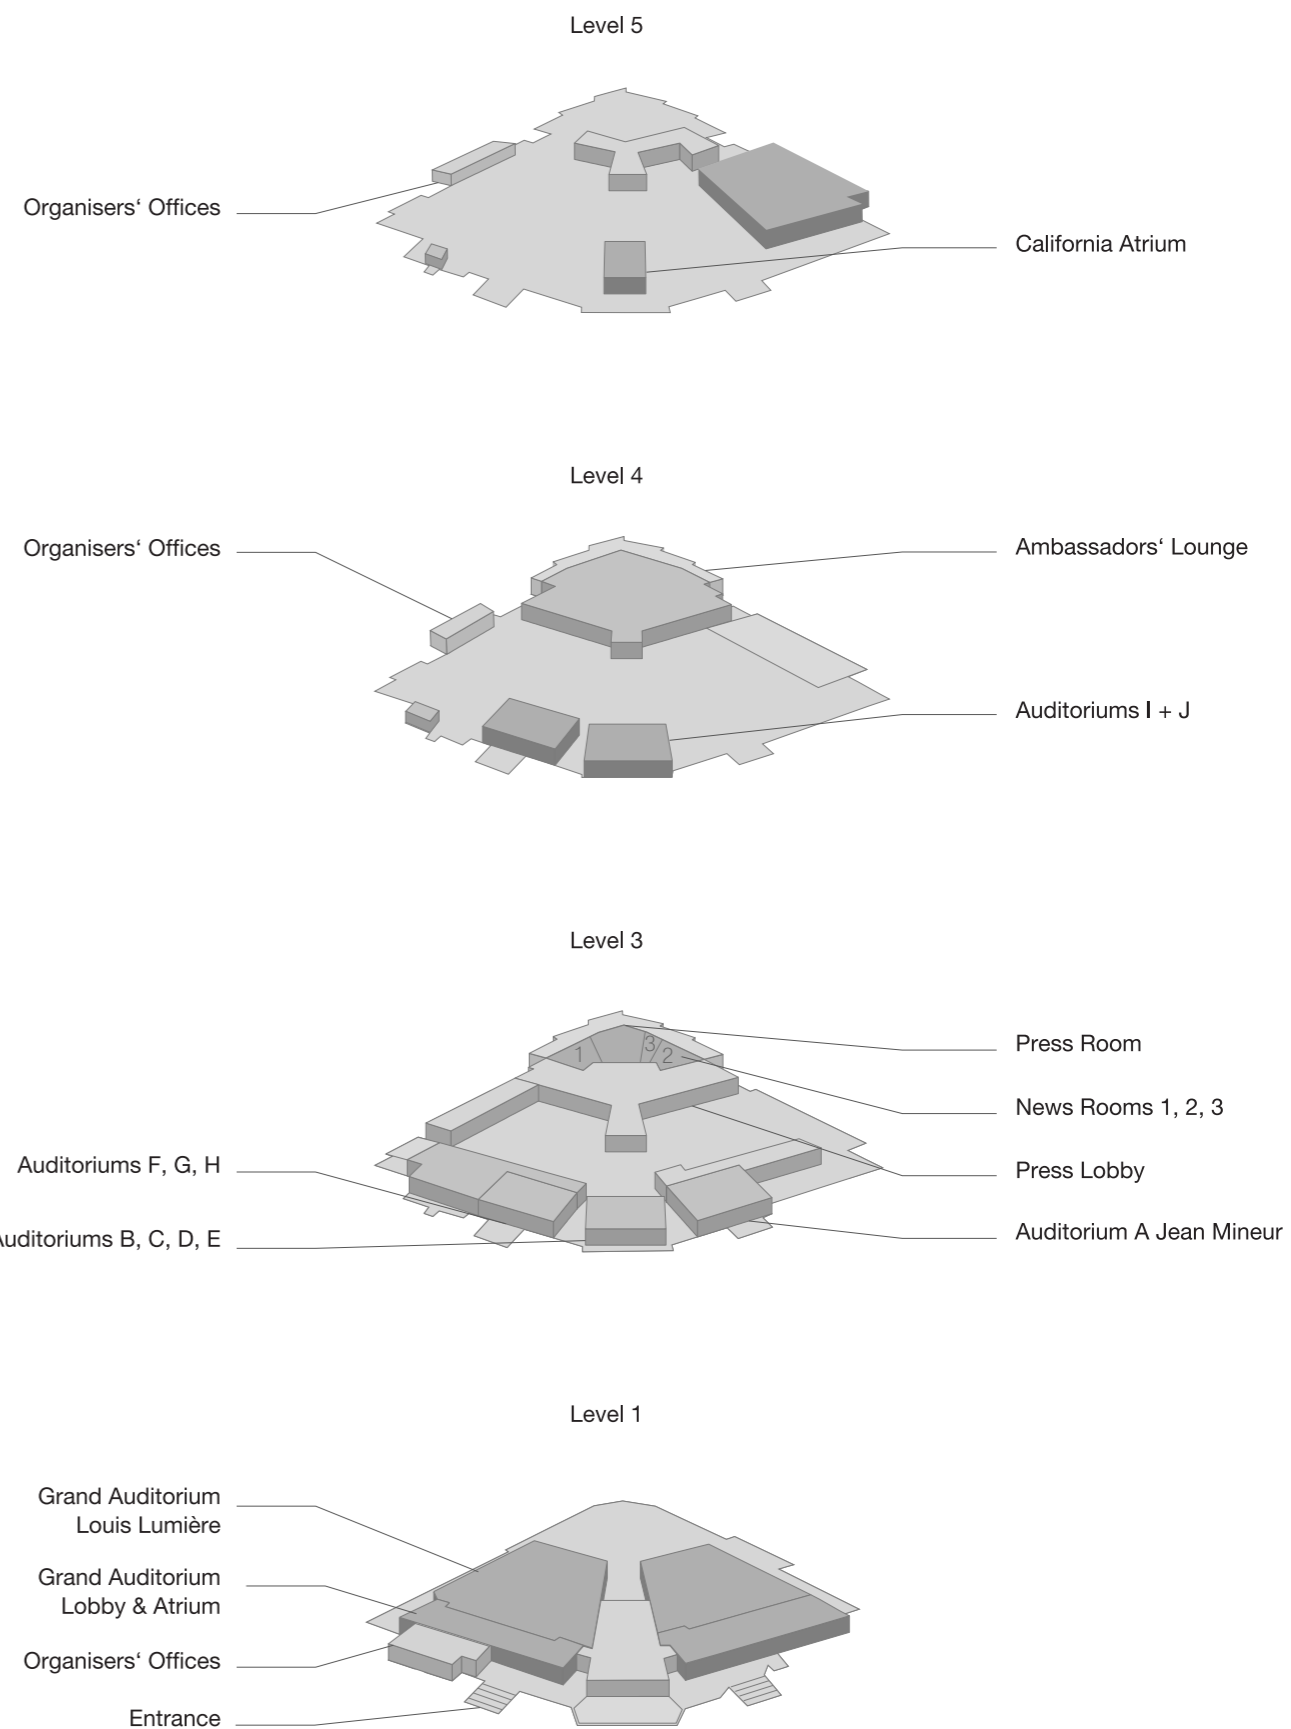 Level 5
Organisers‘ Offices
California Atrium
Level 4
Organisers‘ Offices
Ambassadors‘ Lounge
Auditoriums I + J
Level 3
1
3
2
Press Room
News Rooms 1, 2, 3
Auditoriums F, G, H
Press Lobby
Auditoriums B, C, D, E
Auditorium A Jean Mineur
Level 1
Grand Auditorium
Louis Lumière
Grand Auditorium
Lobby & Atrium
Organisers‘ Offices
Entrance